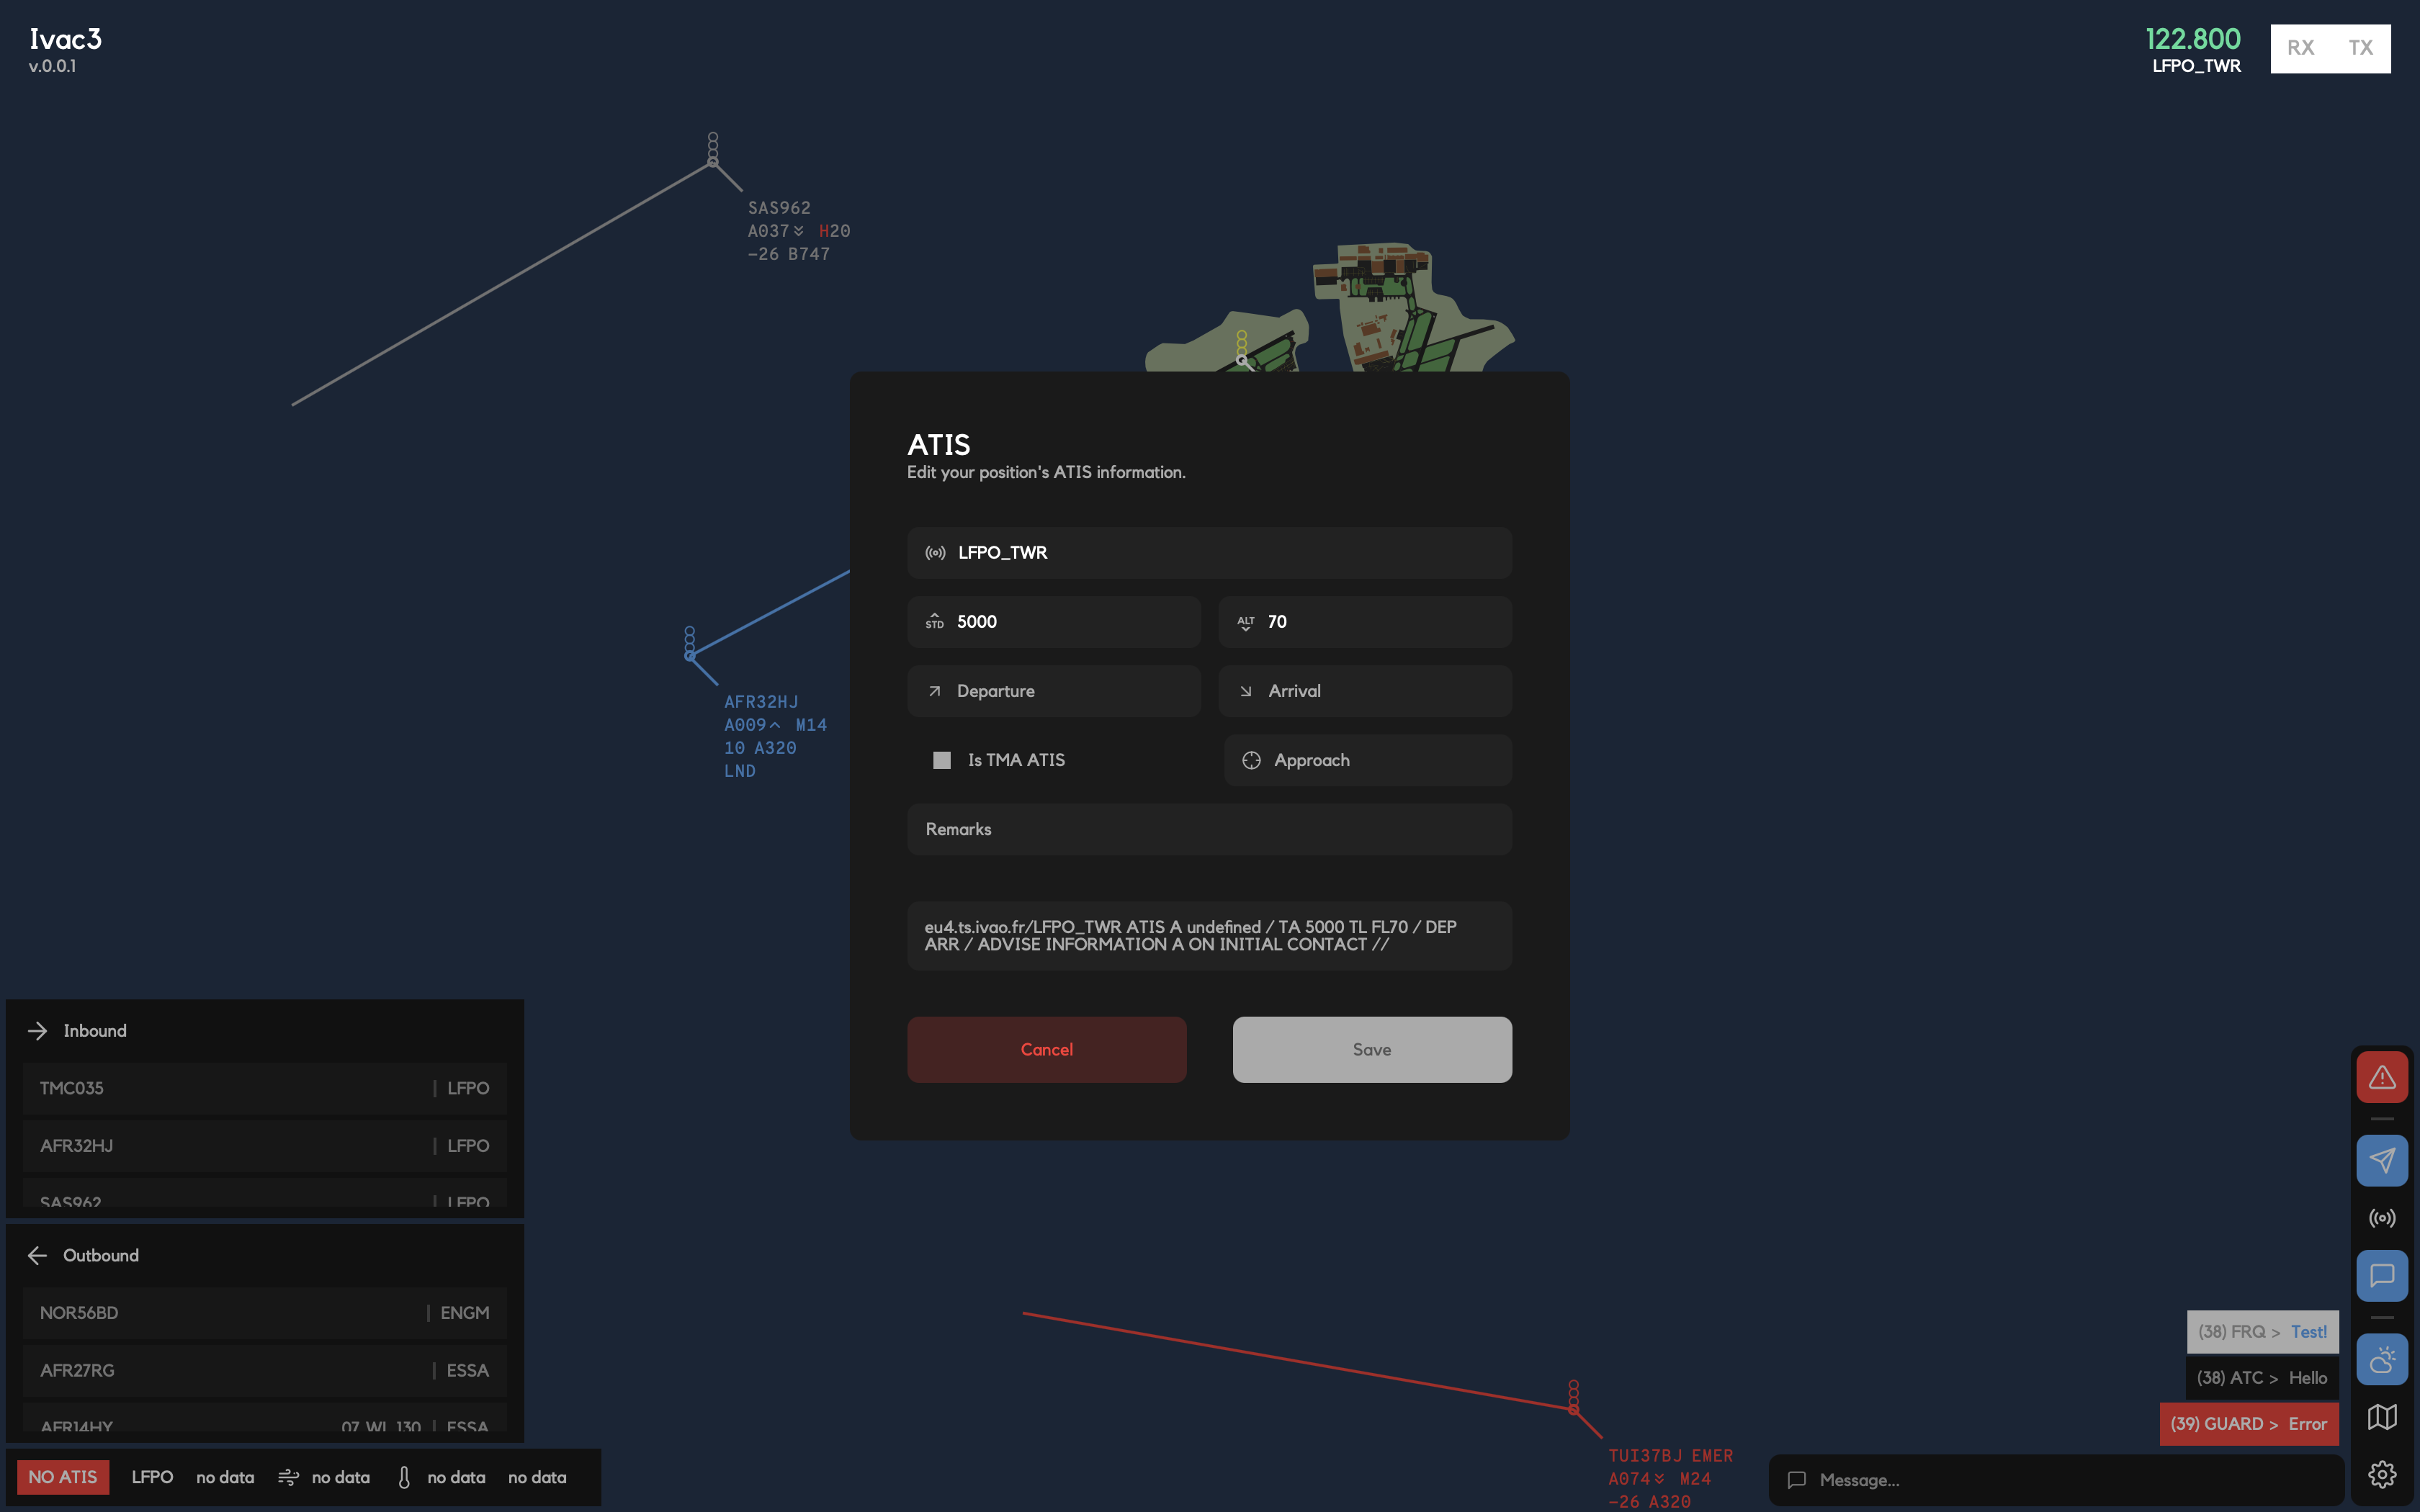 Ivac3
v.0.0.1
122.800
LFPO_TWR
RX TX
SAS962
A037 H20
-26 B747
AFR32HJ
A009 M14
10 A320
LND
ATIS
Edit your position's ATIS information.
LFPO_TWR
STD 5000
ALT 70
Departure
Arrival
Is TMA ATIS
Approach
Remarks
eu4.ts.ivao.fr/LFPO_TWR ATIS A undefined / TA 5000 TL FL70 / DEP
ARR / ADVISE INFORMATION A ON INITIAL CONTACT //
Cancel
Save
Inbound
TMC035 | LFPO
AFR32HJ | LFPO
SAS962 | LFPO
Outbound
NOR56BD | ENGM
AFR27RG | ESSA
AFR14HY 07 WL 130 | ESSA
NO ATIS LFPO no data no data no data no data
TUI37BJ EMER
A074 M24
-26 A320
(38) FRQ > Test!
(38) ATC > Hello
(39) GUARD > Error
Message...